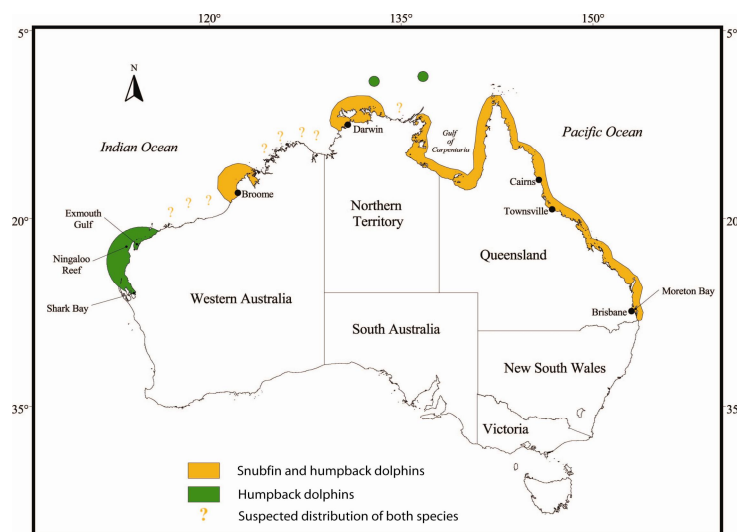 120°
135°
150°
5°
5°
N
?
Darwin
Gulf
of
Carpentaria
Pacific Ocean
Indian Ocean
? ? ? ?
Cairns
Broome
Exmouth
Gulf
? ? ?
Northern
Territory
Townsville
20°
20°
Ningaloo
Reef
Queensland
Shark Bay
Western Australia
Moreton Bay
Brisbane
South Australia
New South Wales
35°
35°
Victoria
Snubfin and humpback dolphins
Humpback dolphins
? Suspected distribution of both species